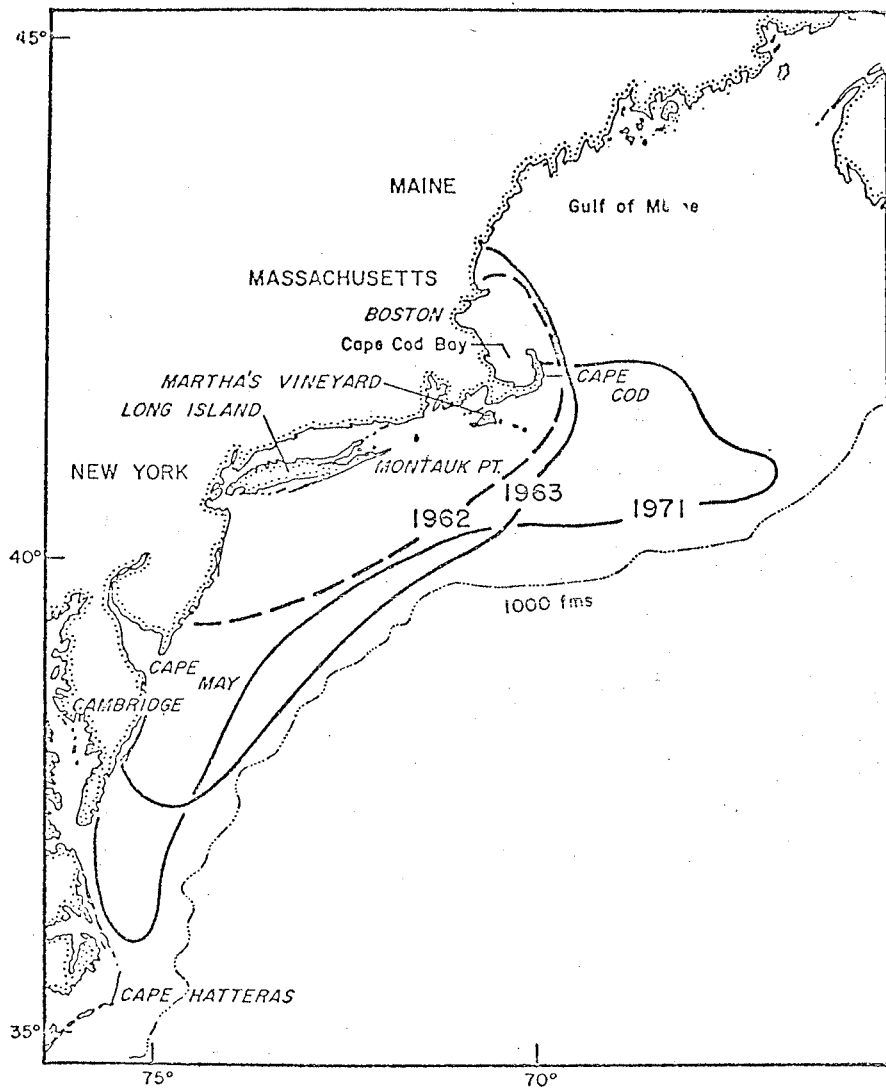 45°
MAINE
Gulf of M
MASSACHUSETTS
BOSTON
Cape Cod Bay
MARTHA'S VINEYARD
CAPE
COD
LONG ISLAND
NEW YORK
MONTAUK PT.
1963
1962
1971
40°
1000 fms
CAPE
MAY
CAMBRIDGE
CAPE HATTERAS
35°
75°
70°